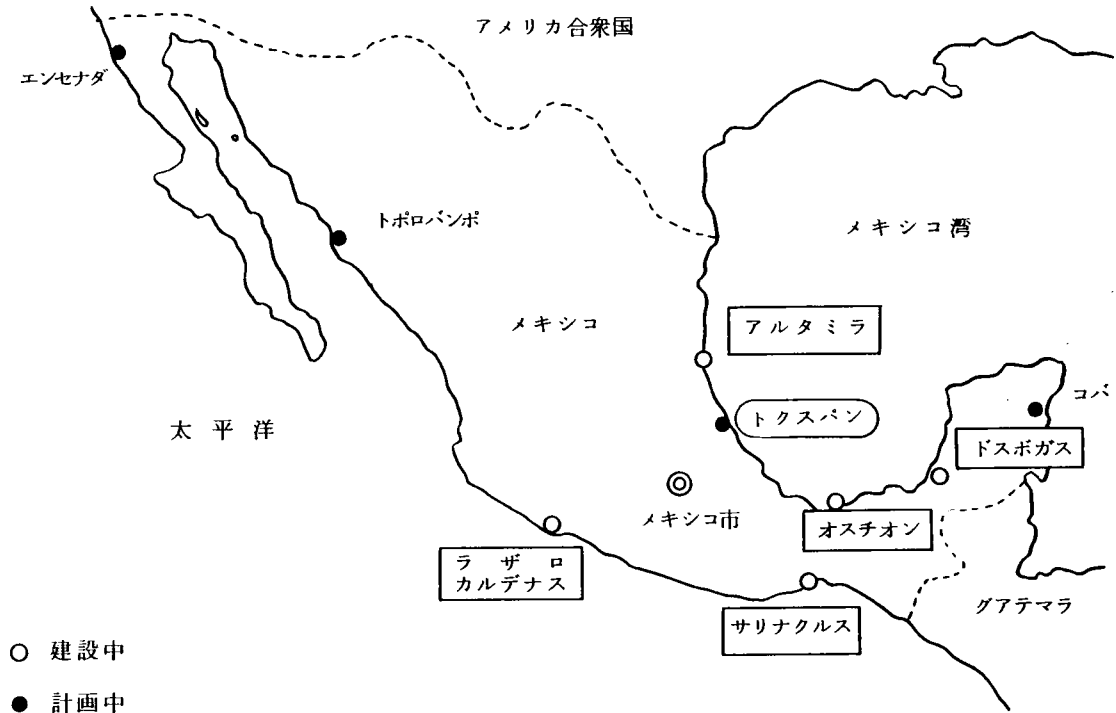 アメリカ合衆国
エンセナダ
トポロバンポ
メキシコ湾
メキシコ
アルタミラ
コバ
太平洋
トクスパン
ドスボガス
メキシコ市
オスチオン
ラザロ
カルデナス
グアテマラ
サリナクルス
○ 建設中
● 計画中